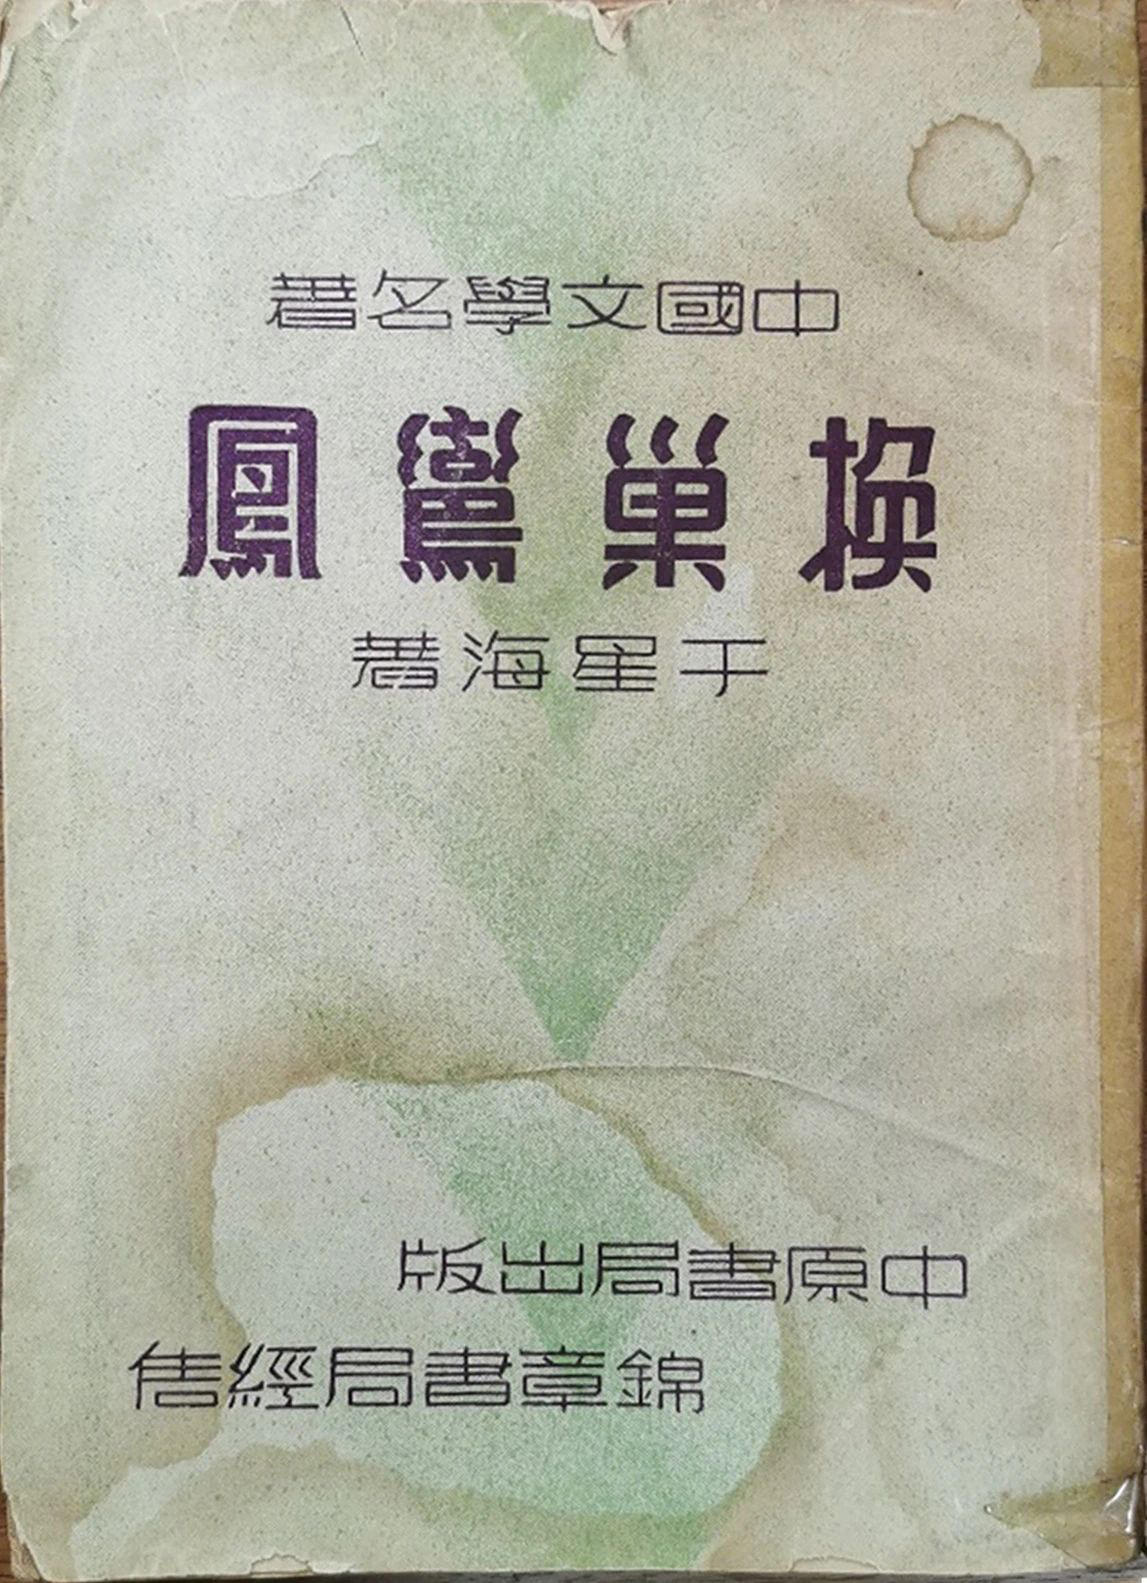 中國文學名著
換巢鸞鳳
于星海著
中原書局出版
錦章書局經售